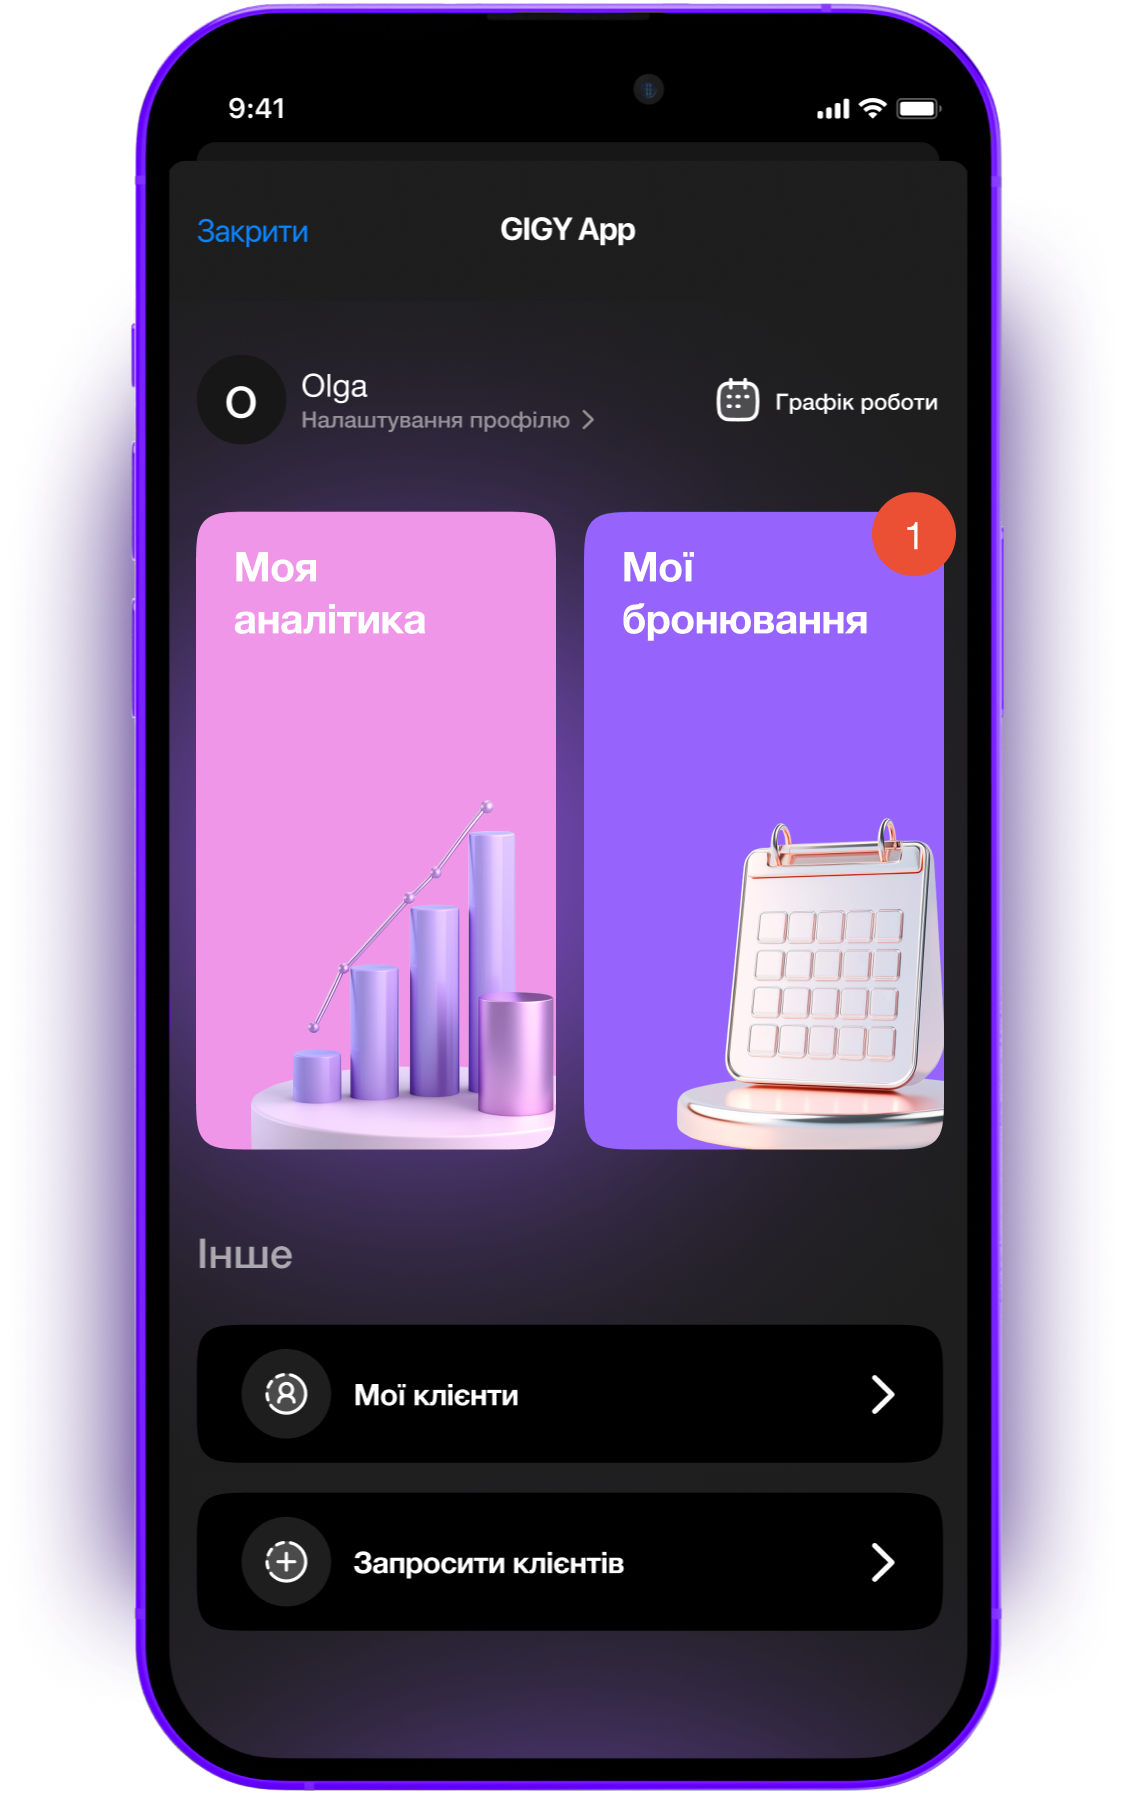 9:41
Закрити
GIGY App
O
Olga
Налаштування профілю
Графік роботи
Моя
аналітика
Мої
бронювання
1
Інше
Мої клієнти
Запросити клієнтів